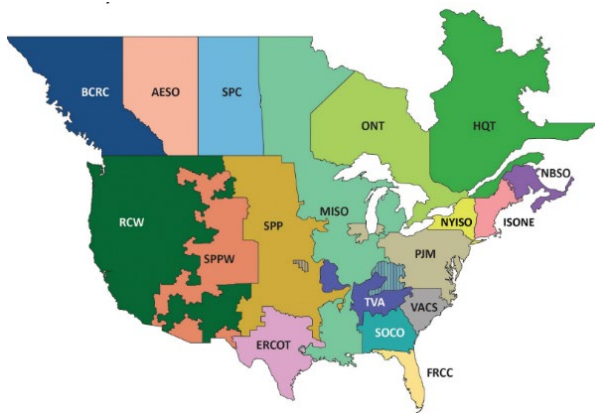 BCRC
AESO
SPC
ONT
HQT
NBSO
RCW
SPPW
SPP
MISO
NYISO
ISONE
PJM
TVA
VACS
SOCO
ERCOT
FRCC